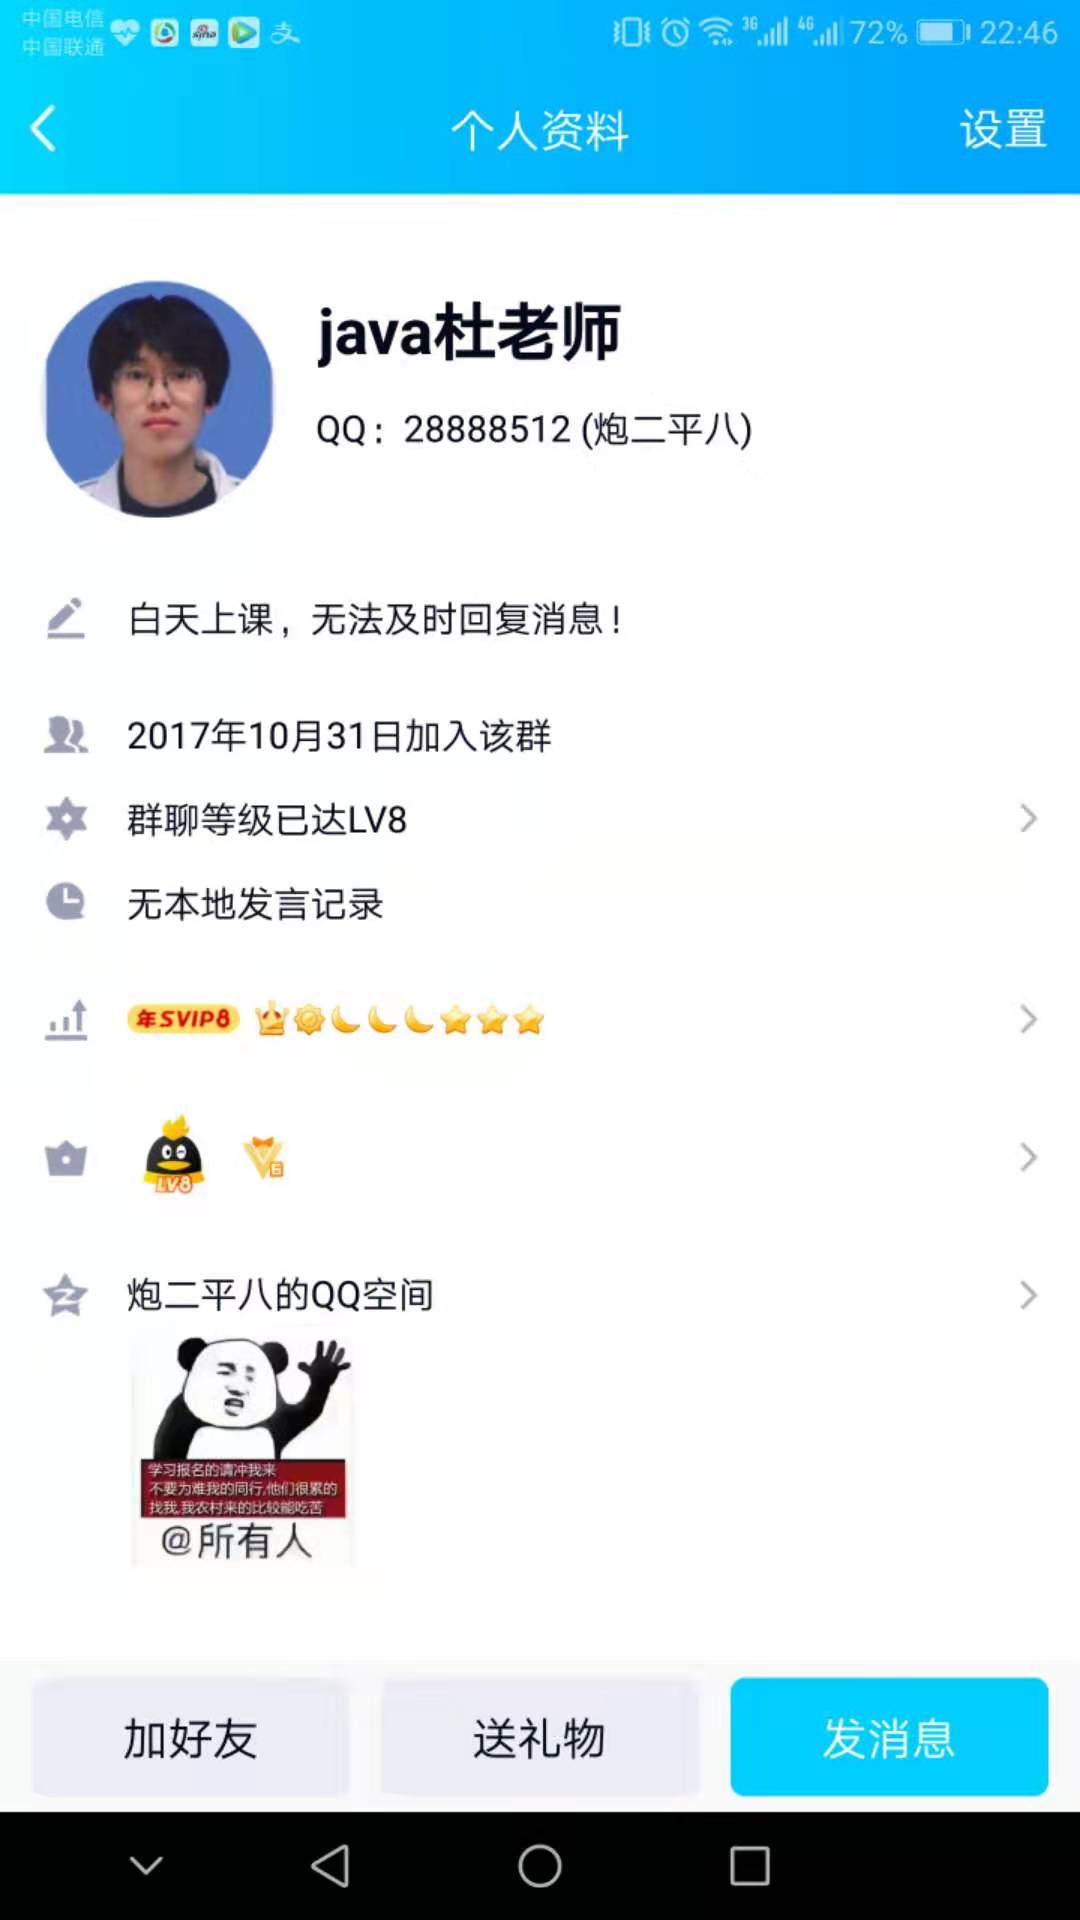 中国电信
中国联通
3G
4G
72%
22:46
个人资料
设置
java杜老师
QQ：28888512 (炮二平八)
白天上课，无法及时回复消息！
2017年10月31日加入该群
群聊等级已达LV8
无本地发言记录
年SVIP8
LV8
6
炮二平八的QQ空间
学习报名的请冲我来
不要为难我的同行,他们很累的
找我,我农村来的比较能吃苦
@所有人
加好友
送礼物
发消息